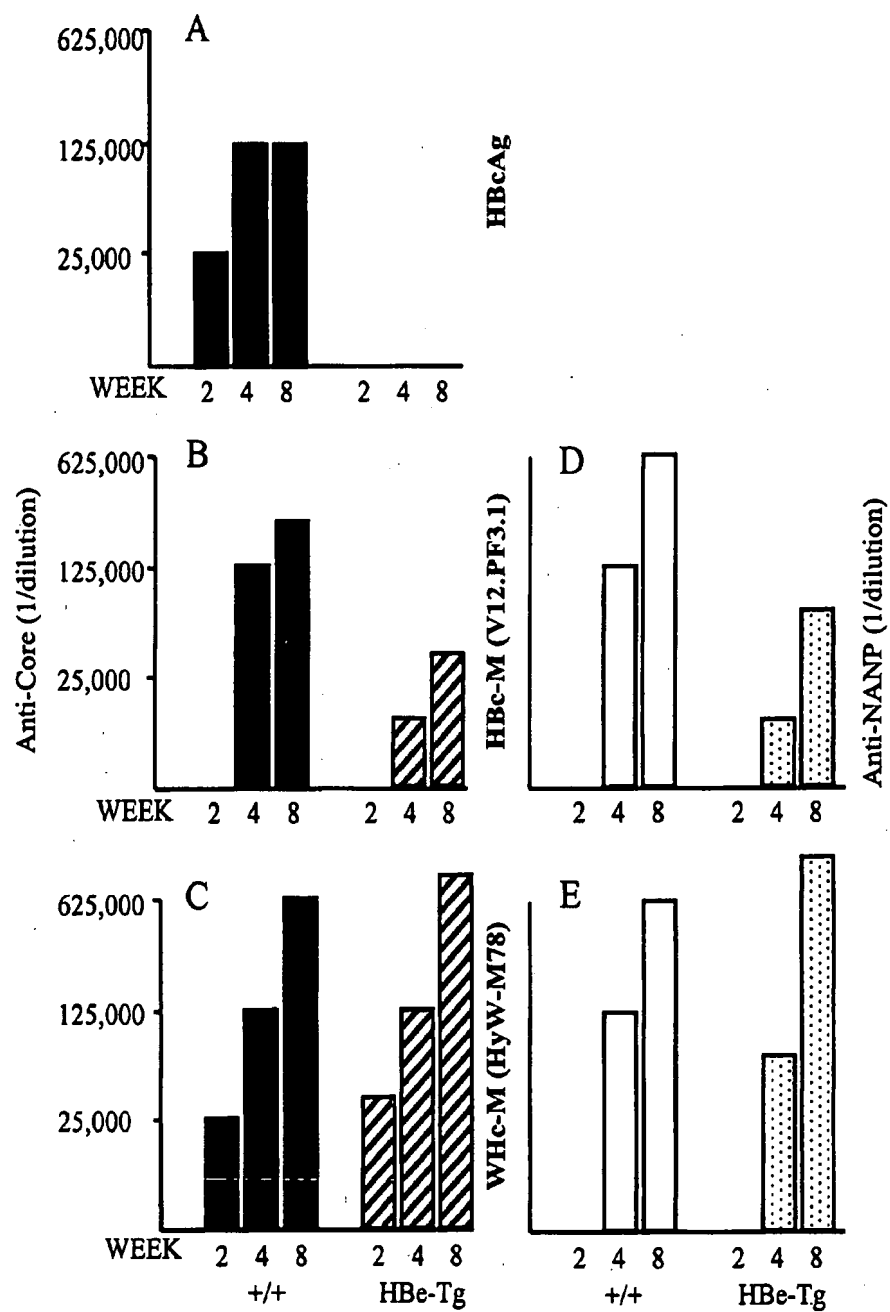 A
625,000
125,000
25,000
WEEK 2 4 8 2 4 8
HBcAg
Anti-Core (1/dilution)
B
625,000
125,000
25,000
WEEK 2 4 8 2 4 8
HBc-M (V12.PF3.1)
D
2 4 8 2 4 8
Anti-NANP (1/dilution)
C
625,000
125,000
25,000
WEEK 2 4 8 2 4 8
+/+ HBe-Tg
WHc-M (HyW-M78)
E
2 4 8 2 4 8
+/+ HBe-Tg